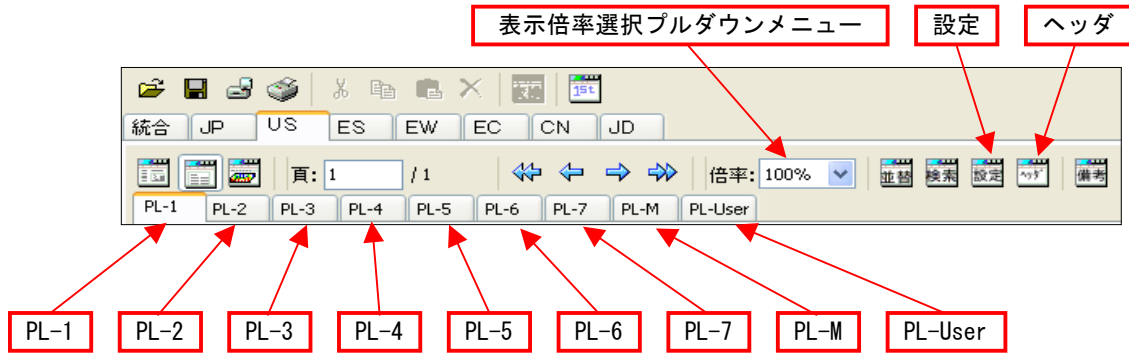 表示倍率選択プルダウンメニュー 設定 ヘッダ
1st
統合 JP US ES EW EC CN JD
頁: 1 / 1 倍率: 100% 並替 検索 設定 ヘッダ 備考
PL-1 PL-2 PL-3 PL-4 PL-5 PL-6 PL-7 PL-M PL-User
PL-1 PL-2 PL-3 PL-4 PL-5 PL-6 PL-7 PL-M PL-User